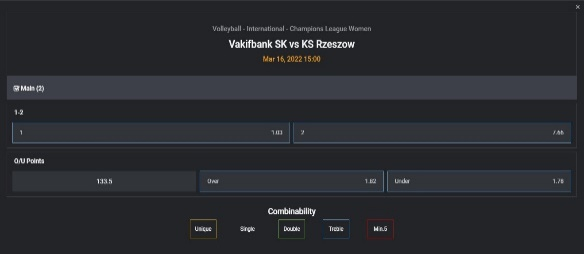 ×
Volleyball - International - Champions League Women
Vakifbank SK vs KS Rzeszow
Mar 16, 2022 15:00
Main (2)
1-2
1 1.03 2 7.66
O/U Points
133.5 Over 1.82 Under 1.78
Combinability
Unique Single Double Treble Min.5